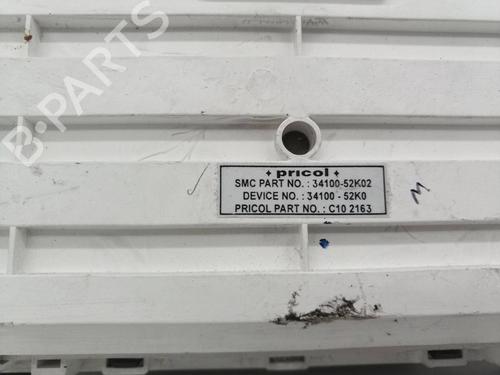 B-PARTS
pricol
SMC PART NO. : 34100-52K02
DEVICE NO. : 34100 - 52K0
PRICOL PART NO. : C10 2163